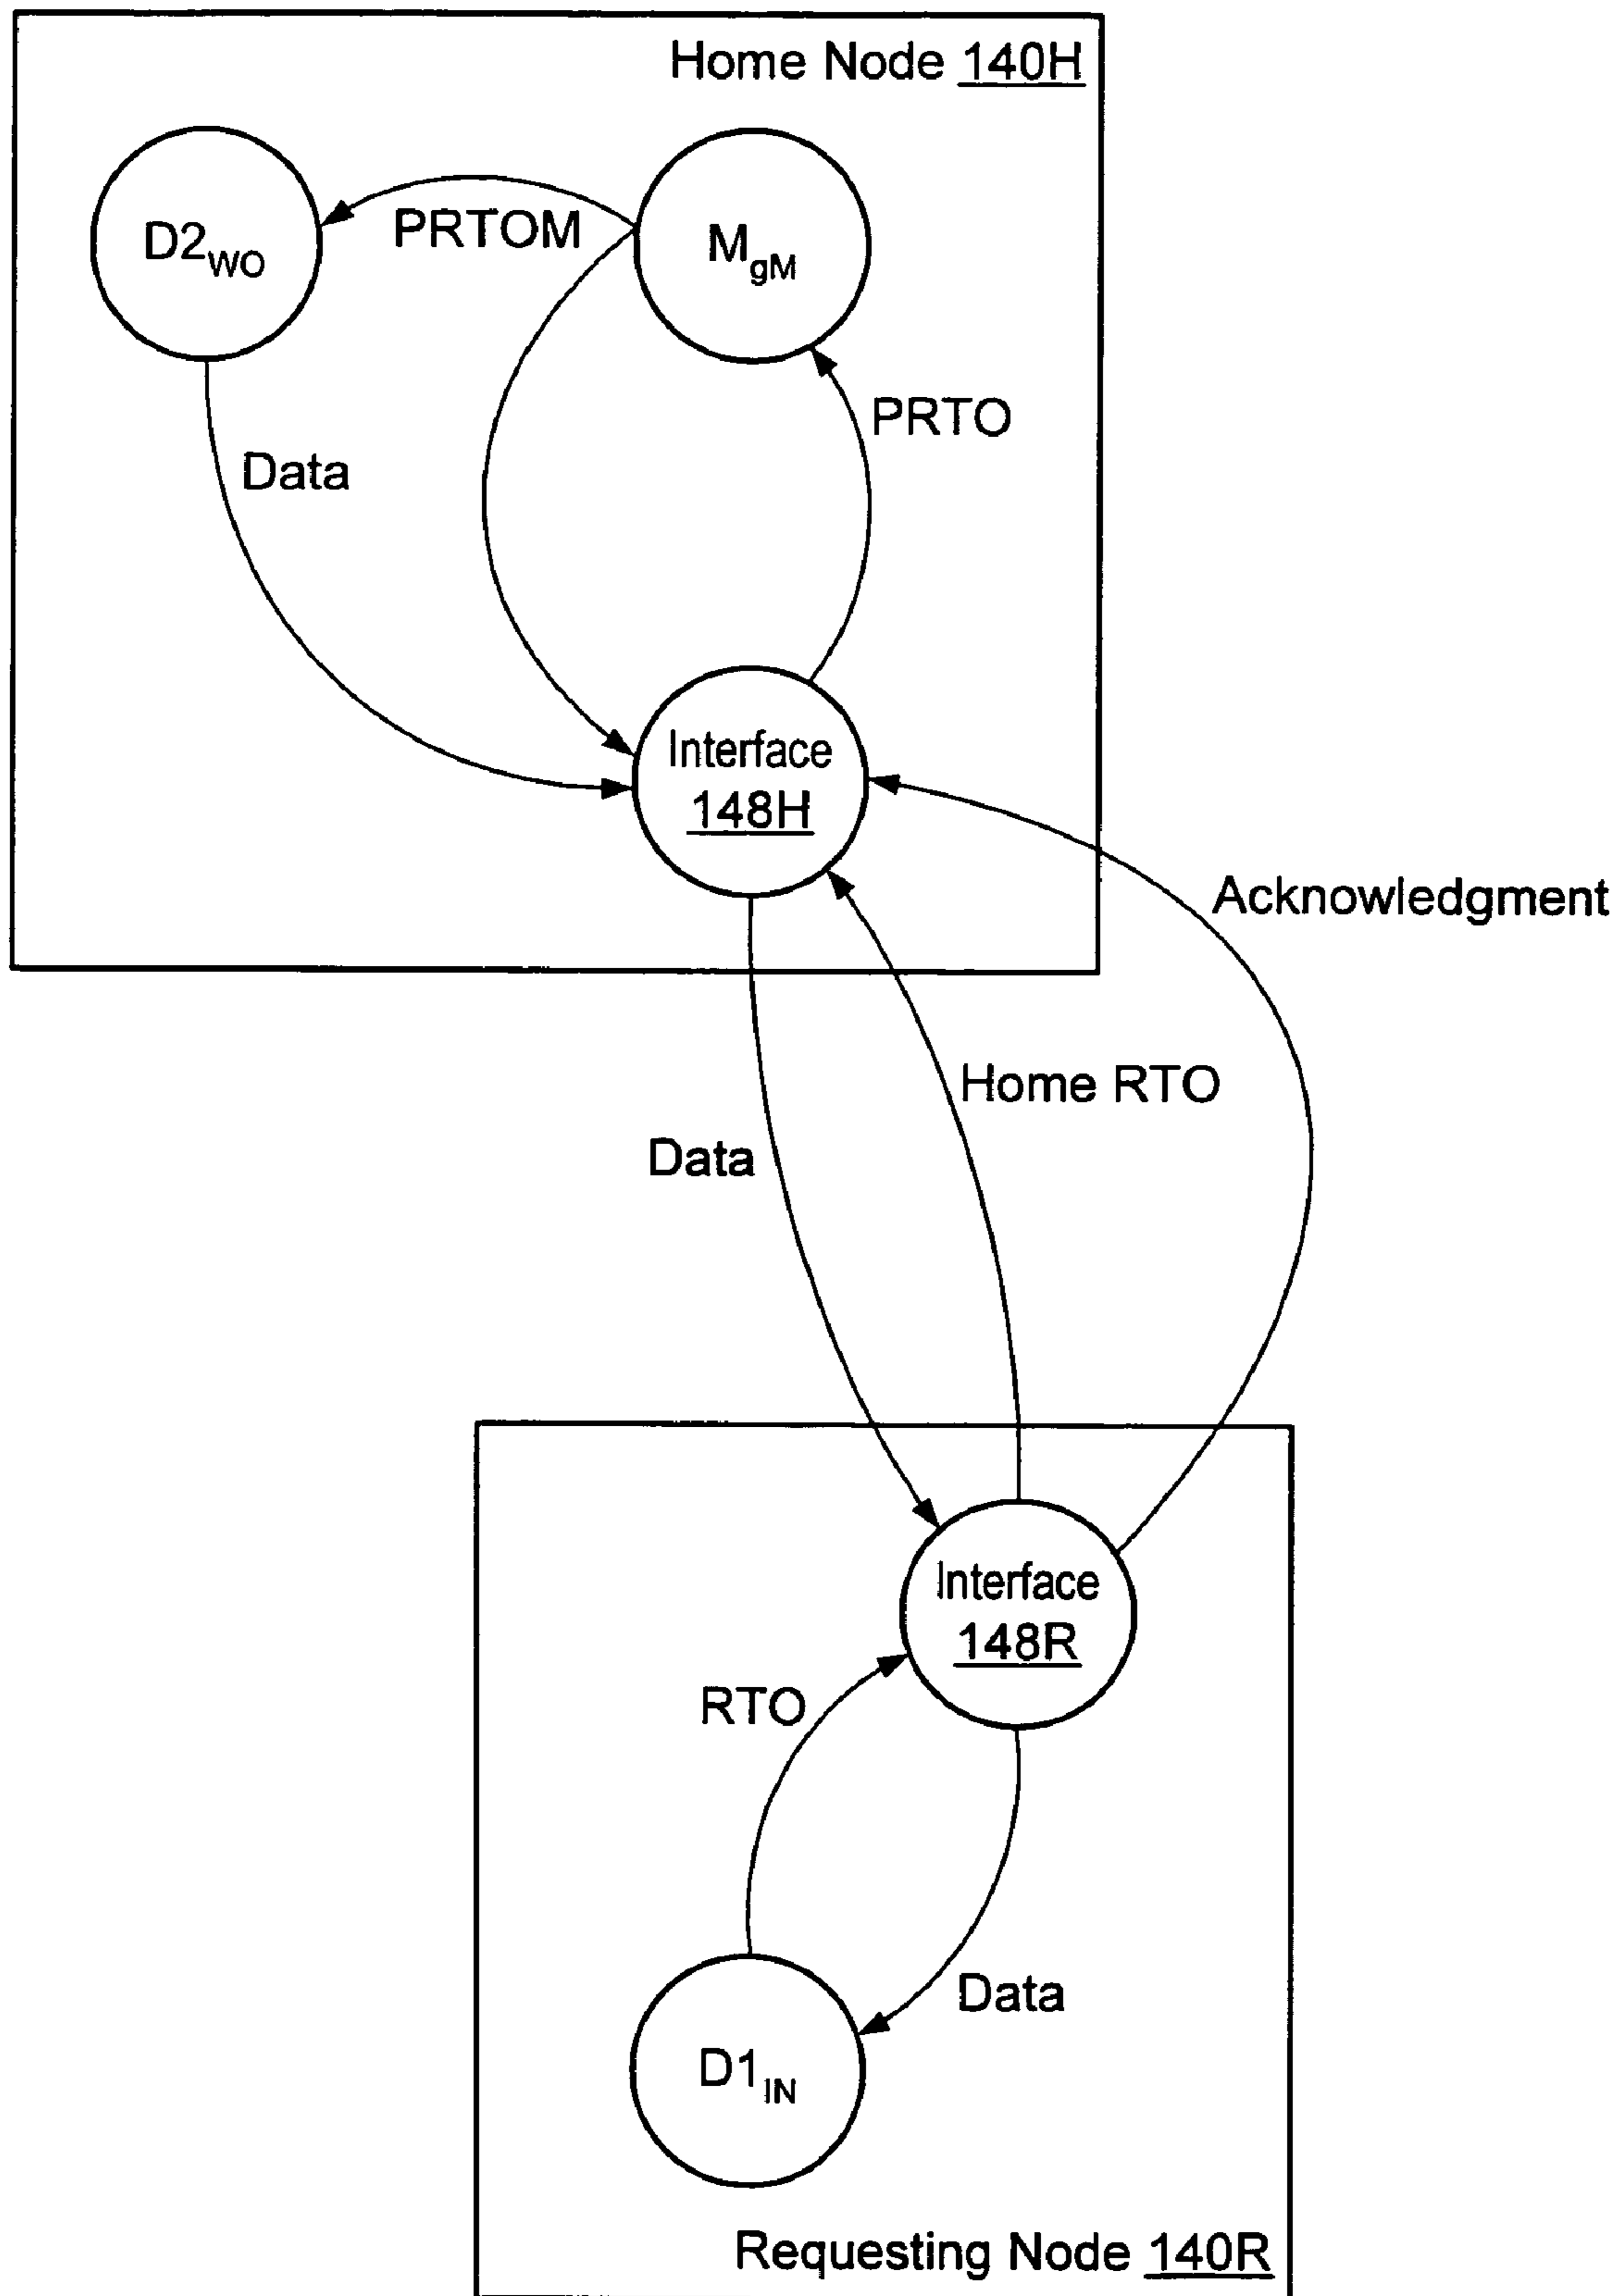 Home Node 140H
D2WO
PRTOM
MgM
PRTO
Data
Interface
148H
Acknowledgment
Home RTO
Data
Interface
148R
RTO
Data
D1IN
Requesting Node 140R